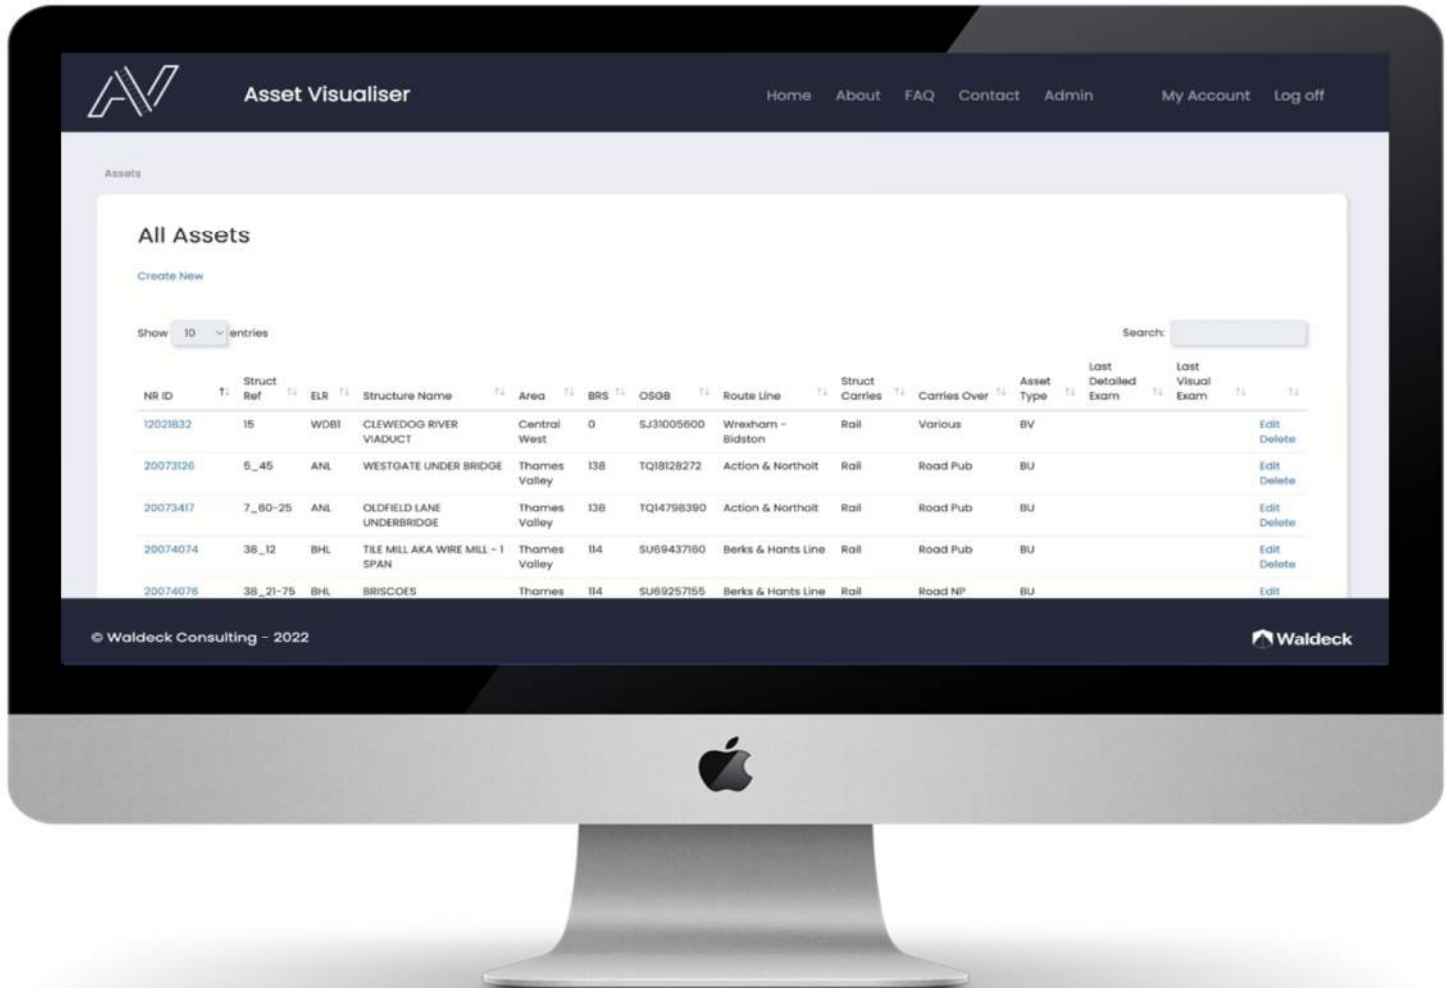 AV
Asset Visualiser Home About FAQ Contact Admin My Account Log off
Assets
All Assets
Create New
Show 10 entries Search:
NR ID Struct Ref ELR Structure Name Area BRS OSGB Route Line Struct Carries Carries Over Asset Type Last Detailed Exam Last Visual Exam
12021832 15 WDB1 CLEWEDOG RIVER VIADUCT Central West 0 SJ31005600 Wrexham - Bidston Rail Various BV Edit Delete
20073126 5_45 ANL WESTGATE UNDER BRIDGE Thames Valley 138 TQ18128272 Action & Northolt Rail Road Pub BU Edit Delete
20073417 7_60-25 ANL OLDFIELD LANE UNDERBRIDGE Thames Valley 138 TQ14798390 Action & Northolt Rail Road Pub BU Edit Delete
20074074 38_12 BHL TILE MILL AKA WIRE MILL - 1 SPAN Thames Valley 114 SU69437160 Berks & Hants Line Rail Road Pub BU Edit Delete
20074076 38_21-75 BHL BRISCOES Thames 114 SU69257155 Berks & Hants Line Rail Road NP BU Edit
© Waldeck Consulting - 2022 Waldeck